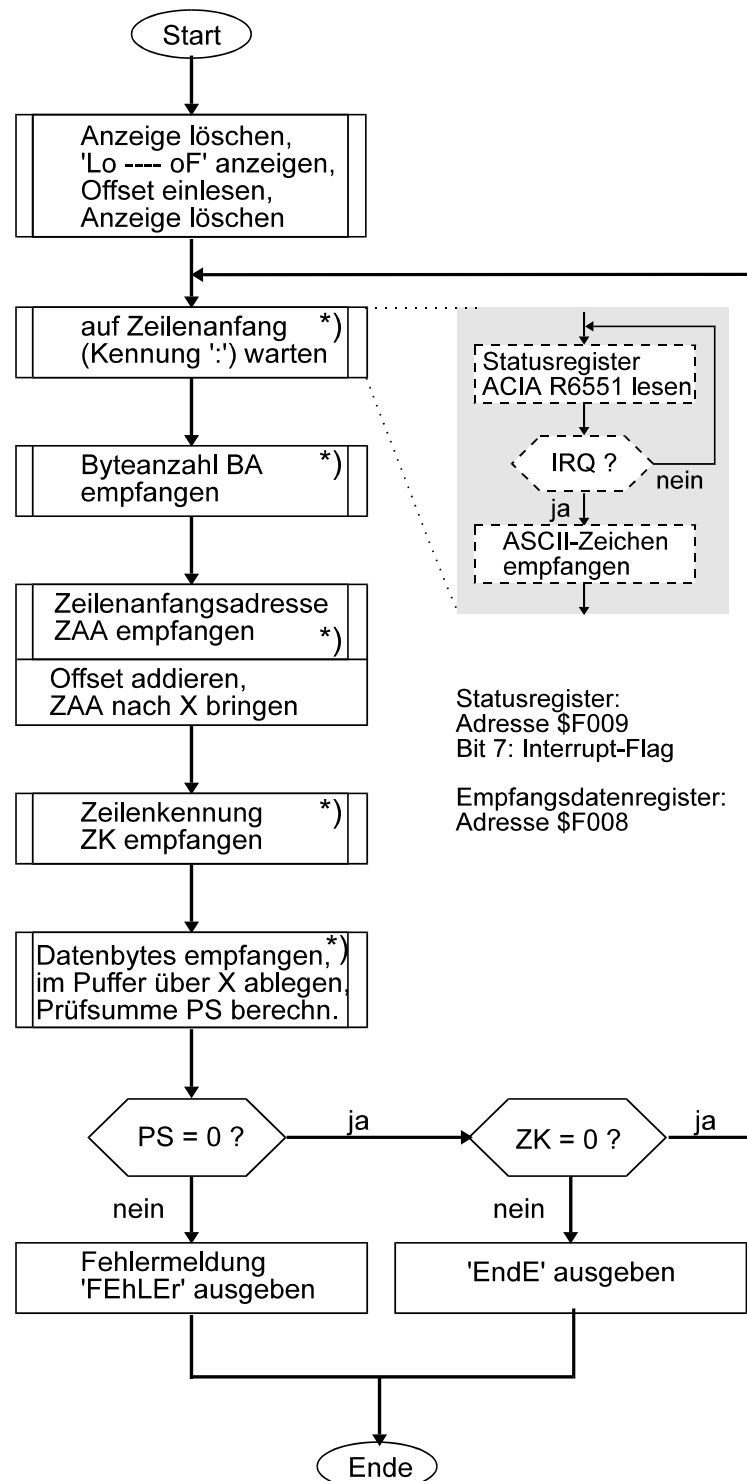 Start
Anzeige löschen,
'Lo ---- oF' anzeigen,
Offset einlesen,
Anzeige löschen
auf Zeilenanfang *)
(Kennung ':') warten
Statusregister
ACIA R6551 lesen
IRQ ?
nein
ja
ASCII-Zeichen
empfangen
Byteanzahl BA *)
empfangen
Zeilenanfangsadresse
ZAA empfangen *)
Offset addieren,
ZAA nach X bringen
Statusregister:
Adresse $F009
Bit 7: Interrupt-Flag
Empfangsdatenregister:
Adresse $F008
Zeilenkennung *)
ZK empfangen
Datenbytes empfangen, *)
im Puffer über X ablegen,
Prüfsumme PS berechn.
PS = 0 ?
ja
ZK = 0 ?
ja
nein
nein
Fehlermeldung
'FEhLEr' ausgeben
'EndE' ausgeben
Ende